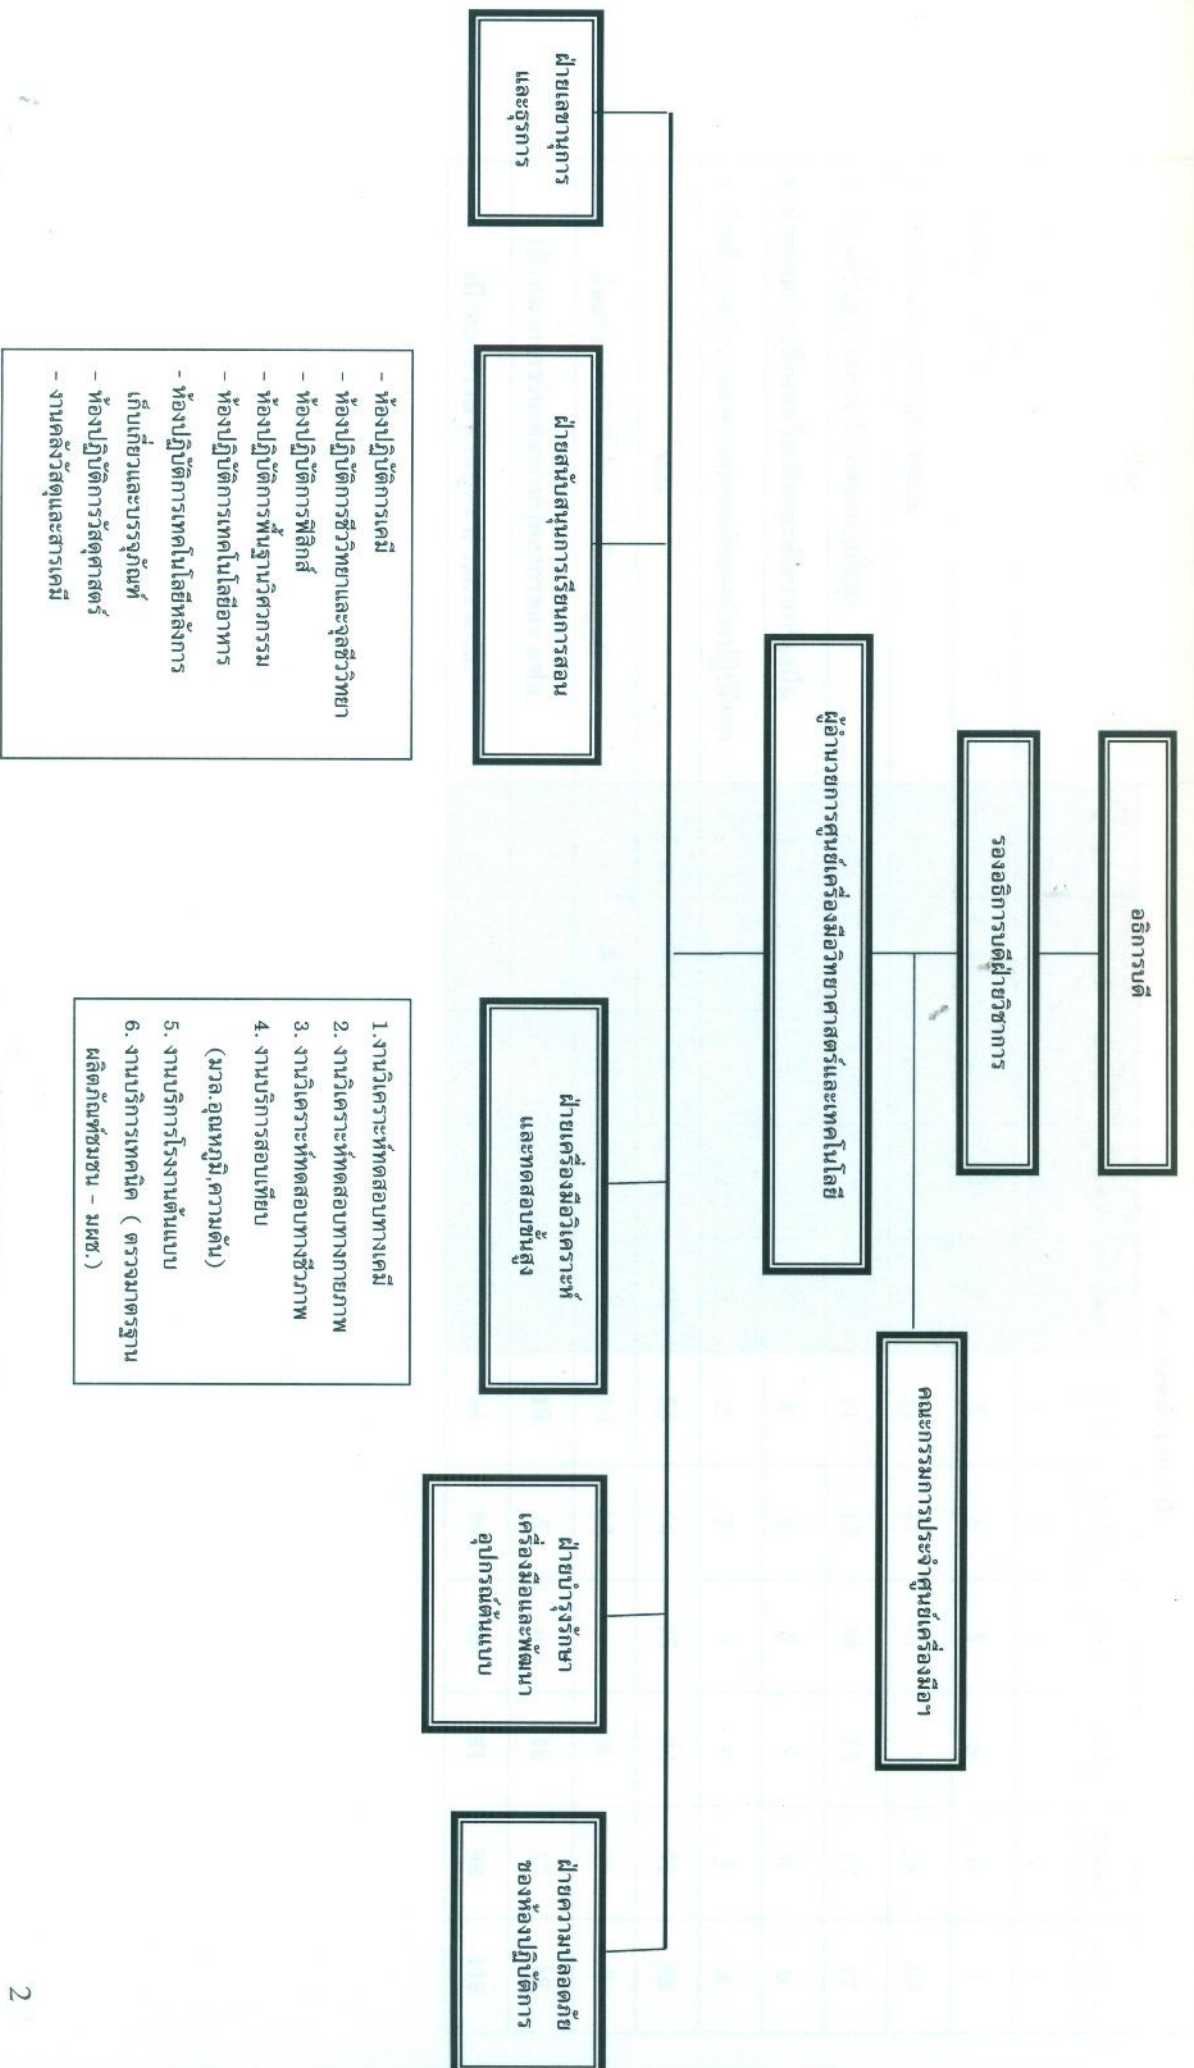 อธิการบดี
รองอธิการบดีฝ่ายวิชาการ
คณะกรรมการประจำศูนย์เครื่องมือฯ
ผู้อำนวยการศูนย์เครื่องมือวิทยาศาสตร์และเทคโนโลยี
ฝ่ายเลขานุการ
และธุรการ
ฝ่ายสนับสนุนการเรียนการสอน
ฝ่ายเครื่องมือวิเคราะห์
และทดสอบขั้นสูง
ฝ่ายบำรุงรักษา
เครื่องมือและพัฒนา
อุปกรณ์ต้นแบบ
ฝ่ายความปลอดภัย
ของห้องปฏิบัติการ
- ห้องปฏิบัติการเคมี
- ห้องปฏิบัติการชีววิทยาและจุลชีววิทยา
- ห้องปฏิบัติการฟิสิกส์
- ห้องปฏิบัติการพื้นฐานวิศวกรรม
- ห้องปฏิบัติการเทคโนโลยีอาหาร
- ห้องปฏิบัติการเทคโนโลยีหลังการ
เก็บเกี่ยวและบรรจุภัณฑ์
- ห้องปฏิบัติการวัสดุศาสตร์
- งานคลังวัสดุและสารเคมี
1.งานวิเคราะห์ทดสอบทางเคมี
2. งานวิเคราะห์ทดสอบทางกายภาพ
3. งานวิเคราะห์ทดสอบทางชีวภาพ
4. งานบริการสอบเทียบ
(มวล.อุณหภูมิ,ความดัน)
5. งานบริการโรงงานต้นแบบ
6. งานบริการเทคนิค ( ตรวจมาตรฐาน
ผลิตภัณฑ์ชุมชน - มผช.)
2